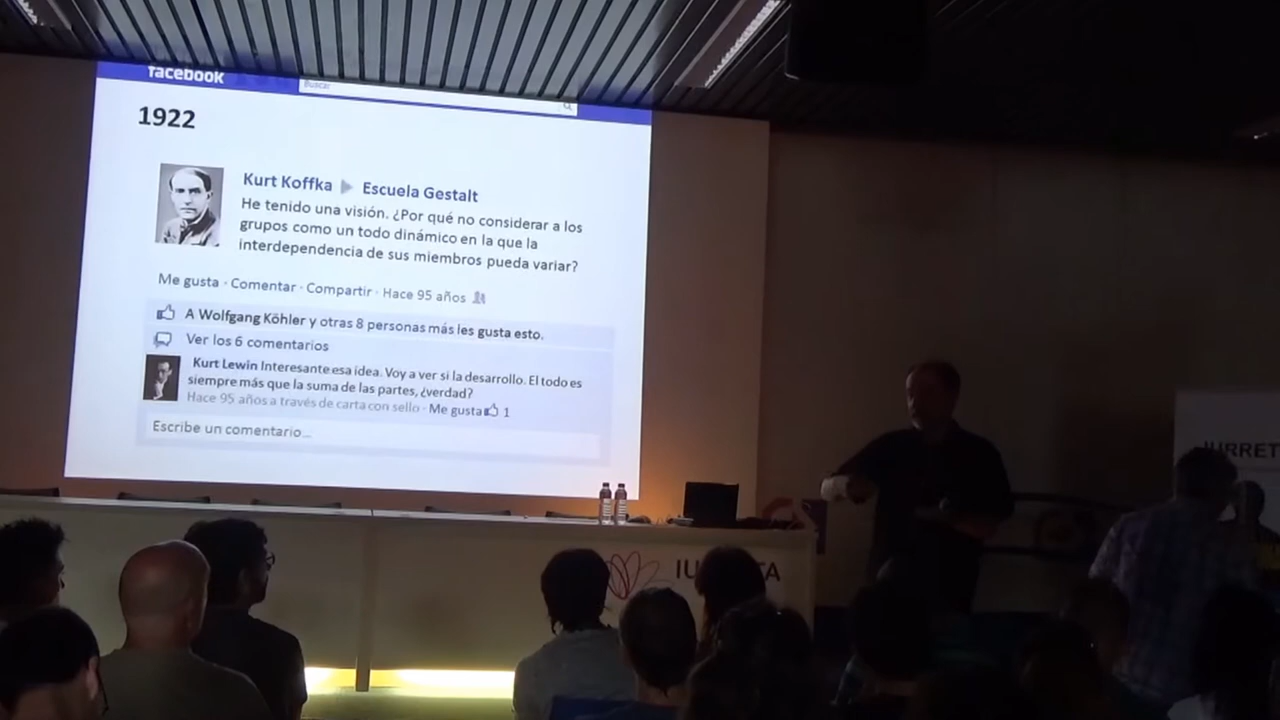 facebook
Buscar
1922
Kurt Koffka Escuela Gestalt
He tenido una visión. ¿Por qué no considerar a los
grupos como un todo dinámico en la que la
interdependencia de sus miembros pueda variar?
Me gusta · Comentar · Compartir · Hace 95 años
A Wolfgang Köhler y otras 8 personas más les gusta esto.
Ver los 6 comentarios
Kurt Lewin Interesante esa idea. Voy a ver si la desarrollo. El todo es
siempre más que la suma de las partes, ¿verdad?
Hace 95 años a través de carta con sello · Me gusta 1
Escribe un comentario...